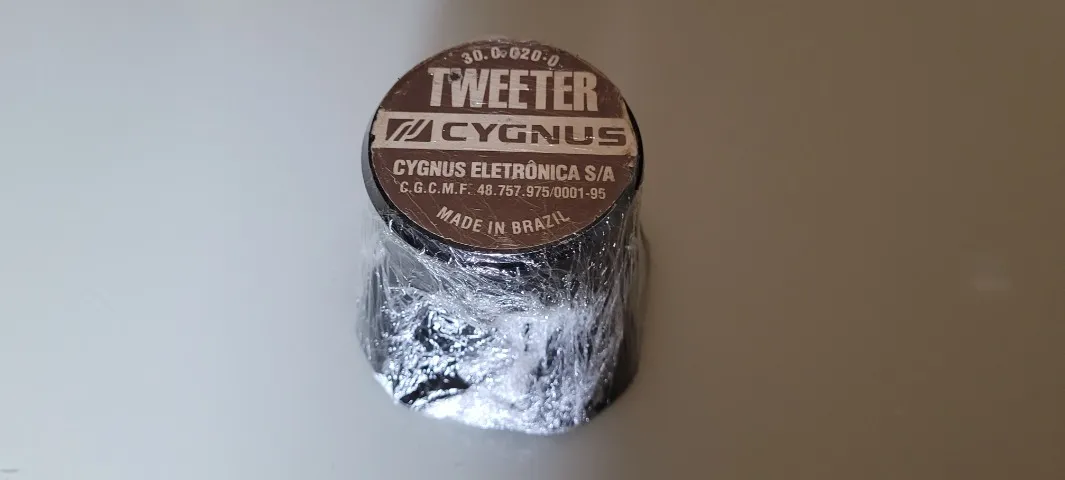 30.0.020-0
TWEETER
CYGNUS
CYGNUS ELETRÔNICA S/A
C.G.C.M.F. 48.757.975/0001-95
MADE IN BRAZIL